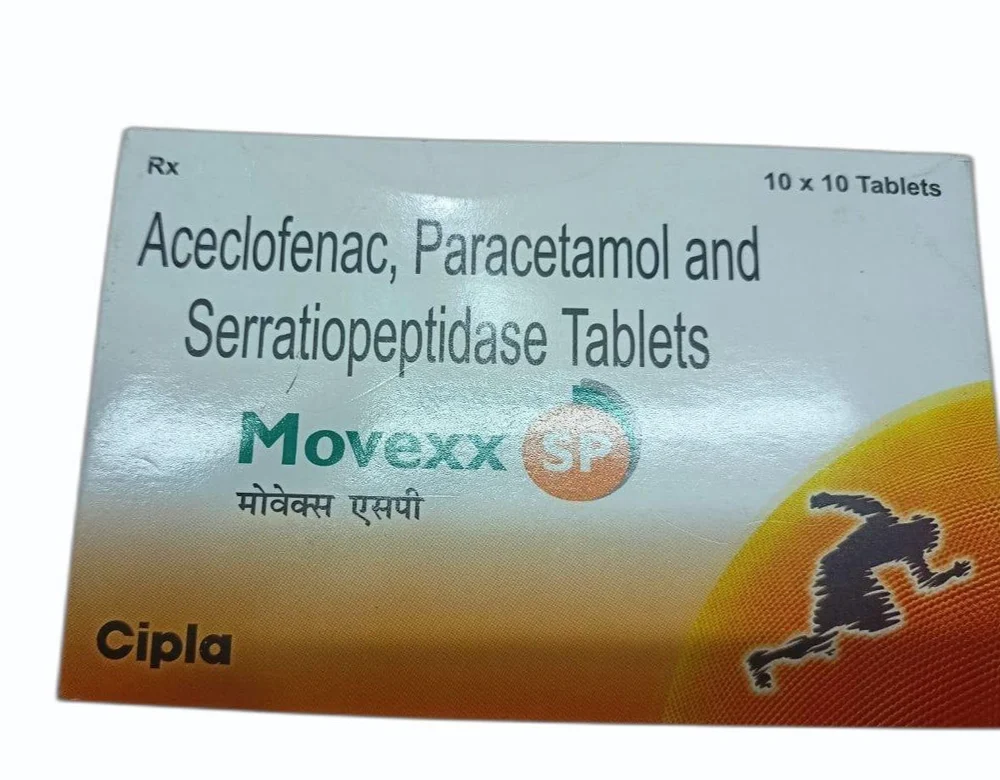 Rx
10 x 10 Tablets
Aceclofenac, Paracetamol and
Serratiopeptidase Tablets
Movexx SP
मोवेक्स एसपी
Cipla